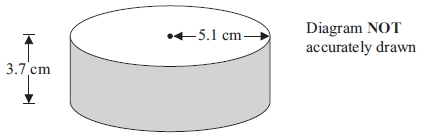 5.1 cm
Diagram NOT
accurately drawn
3.7 cm